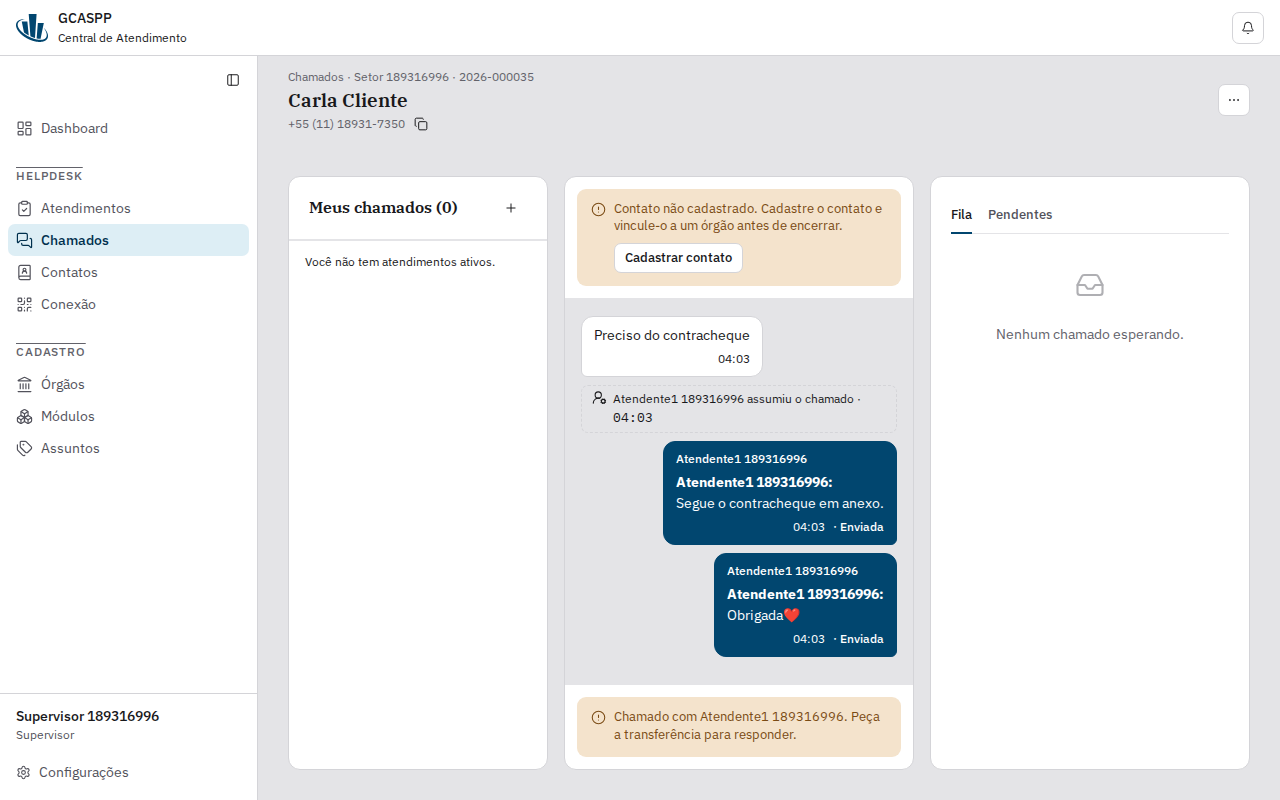 GCASPP
Central de Atendimento
Dashboard
HELPDESK
Atendimentos
Chamados
Contatos
Conexão
CADASTRO
Órgãos
Módulos
Assuntos
Supervisor 189316996
Supervisor
Configurações
Chamados · Setor 189316996 · 2026-000035
Carla Cliente
+55 (11) 18931-7350
Meus chamados (0)
Você não tem atendimentos ativos.
Contato não cadastrado. Cadastre o contato e
vincule-o a um órgão antes de encerrar.
Cadastrar contato
Preciso do contracheque
04:03
Atendente1 189316996 assumiu o chamado ·
04:03
Atendente1 189316996
Atendente1 189316996:
Segue o contracheque em anexo.
04:03 · Enviada
Atendente1 189316996
Atendente1 189316996:
Obrigada❤️
04:03 · Enviada
Chamado com Atendente1 189316996. Peça
a transferência para responder.
Fila Pendentes
Nenhum chamado esperando.